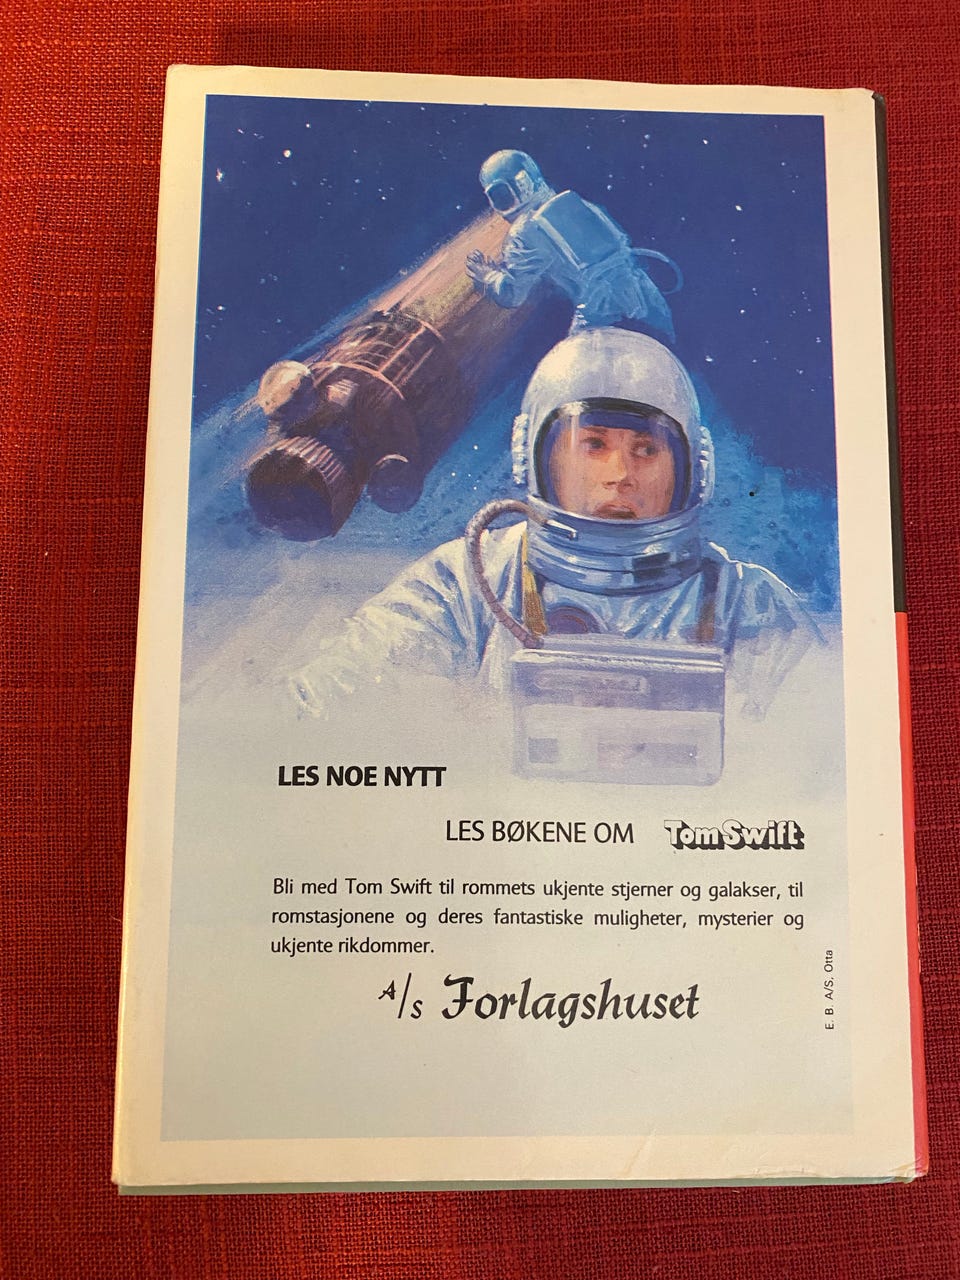 LES NOE NYTT
LES BØKENE OM Tom Swift
Bli med Tom Swift til rommets ukjente stjerner og galakser, til
romstasjonene og deres fantastiske muligheter, mysterier og
ukjente rikdommer.
A/s Forlagshuset
E. B. A/S. Otta